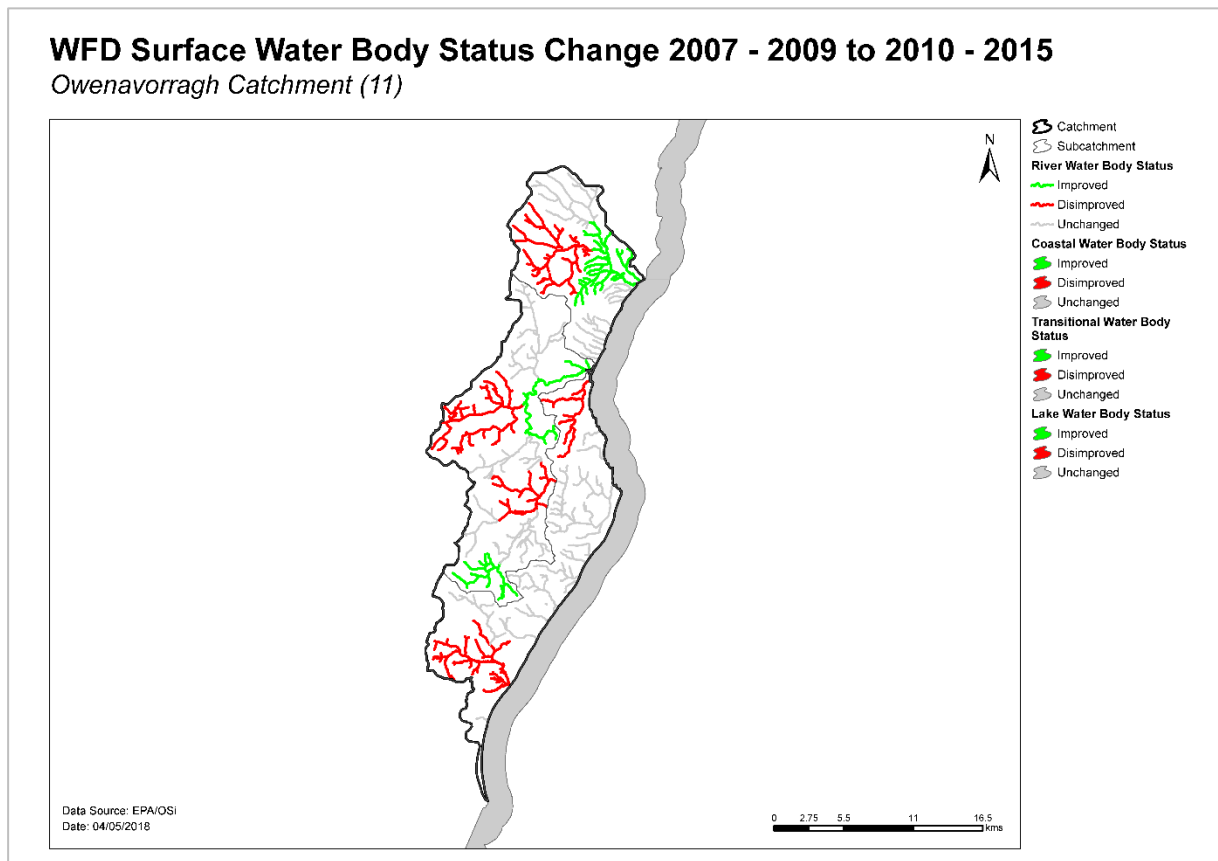 WFD Surface Water Body Status Change 2007 - 2009 to 2010 - 2015
Owenavorragh Catchment (11)
N
Catchment
Subcatchment
River Water Body Status
Improved
Disimproved
Unchanged
Coastal Water Body Status
Improved
Disimproved
Unchanged
Transitional Water Body
Status
Improved
Disimproved
Unchanged
Lake Water Body Status
Improved
Disimproved
Unchanged
Data Source: EPA/OSi
Date: 04/05/2018
0 2.75 5.5 11 16.5
kms